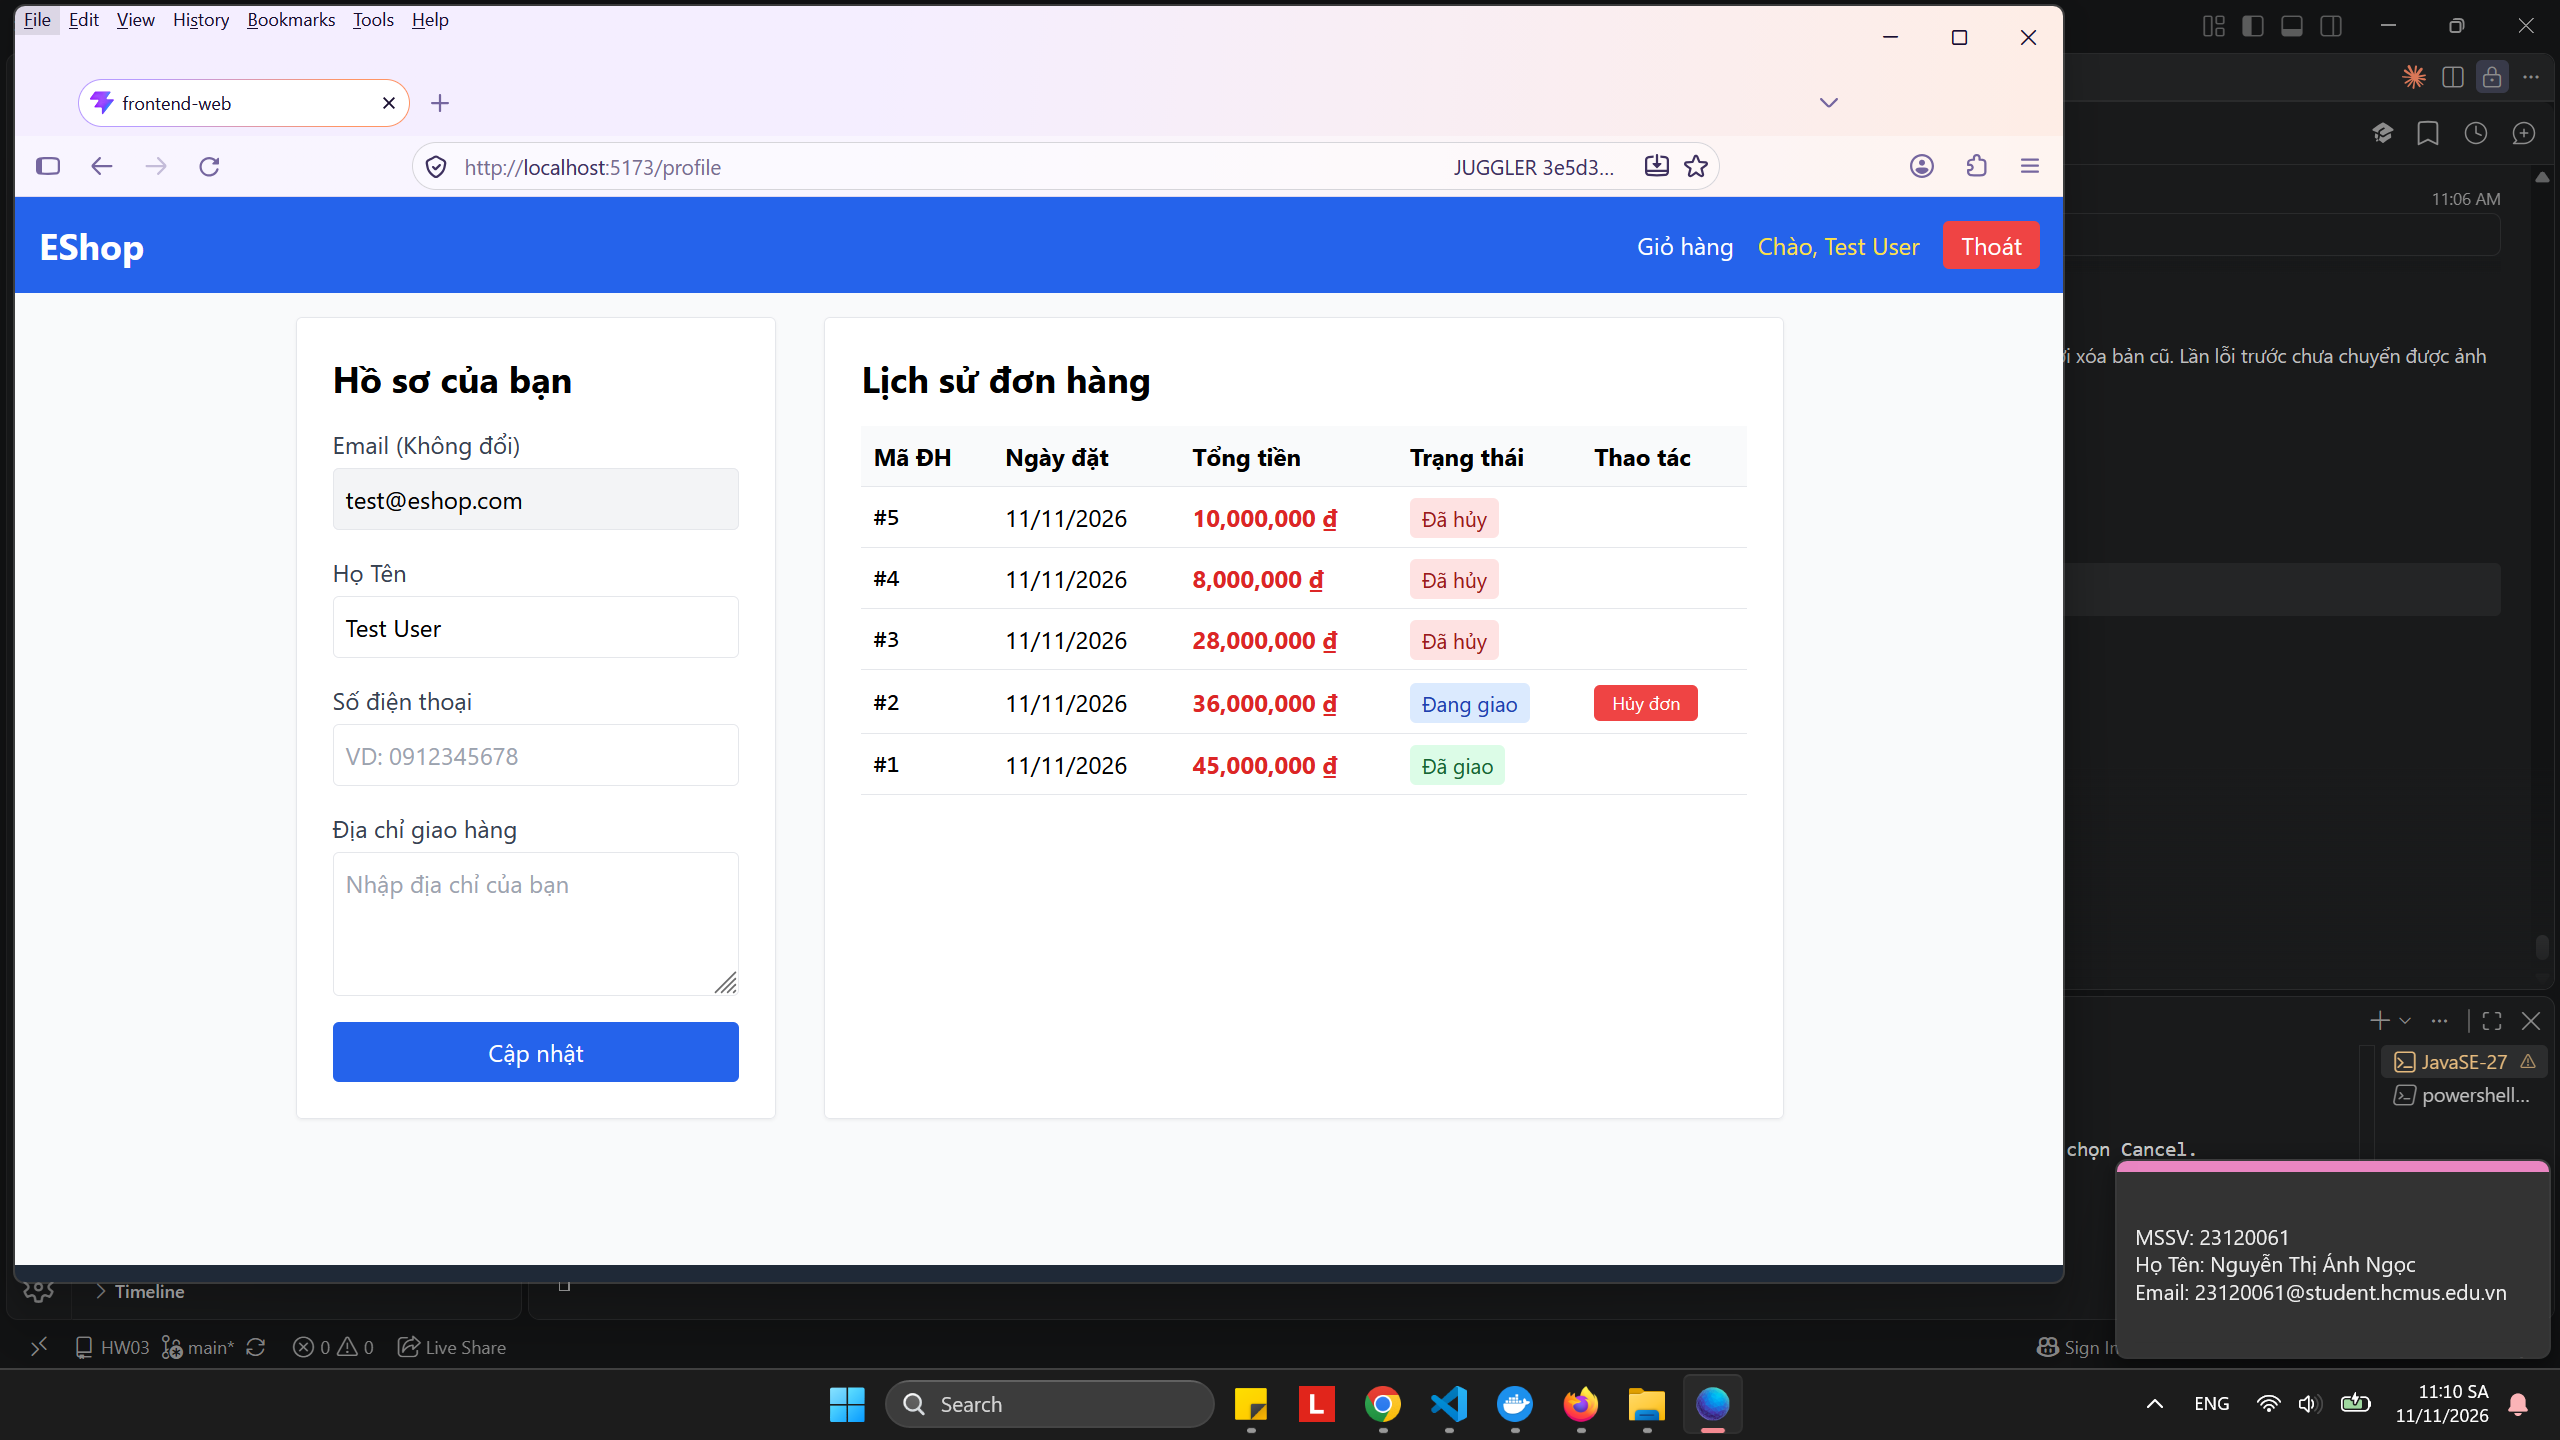 File Edit View History Bookmarks Tools Help
frontend-web
http://localhost:5173/profile JUGGLER 3e5d3...
EShop Giỏ hàng Chào, Test User Thoát
11:06 AM
Hồ sơ của bạn
Email (Không đổi)
test@eshop.com
Họ Tên
Test User
Số điện thoại
VD: 0912345678
Địa chỉ giao hàng
Nhập địa chỉ của bạn
Cập nhật
Lịch sử đơn hàng
Mã ĐH Ngày đặt Tổng tiền Trạng thái Thao tác
#5 11/11/2026 10,000,000 ₫ Đã hủy
#4 11/11/2026 8,000,000 ₫ Đã hủy
#3 11/11/2026 28,000,000 ₫ Đã hủy
#2 11/11/2026 36,000,000 ₫ Đang giao Hủy đơn
#1 11/11/2026 45,000,000 ₫ Đã giao
xóa bản cũ. Lần lỗi trước chưa chuyển được ảnh
JavaSE-27
powershell...
chọn Cancel.
MSSV: 23120061
Họ Tên: Nguyễn Thị Ánh Ngọc
Email: 23120061@student.hcmus.edu.vn
Timeline
HW03 main* 0 0 Live Share Sign In
Search
L
ENG
11:10 SA
11/11/2026